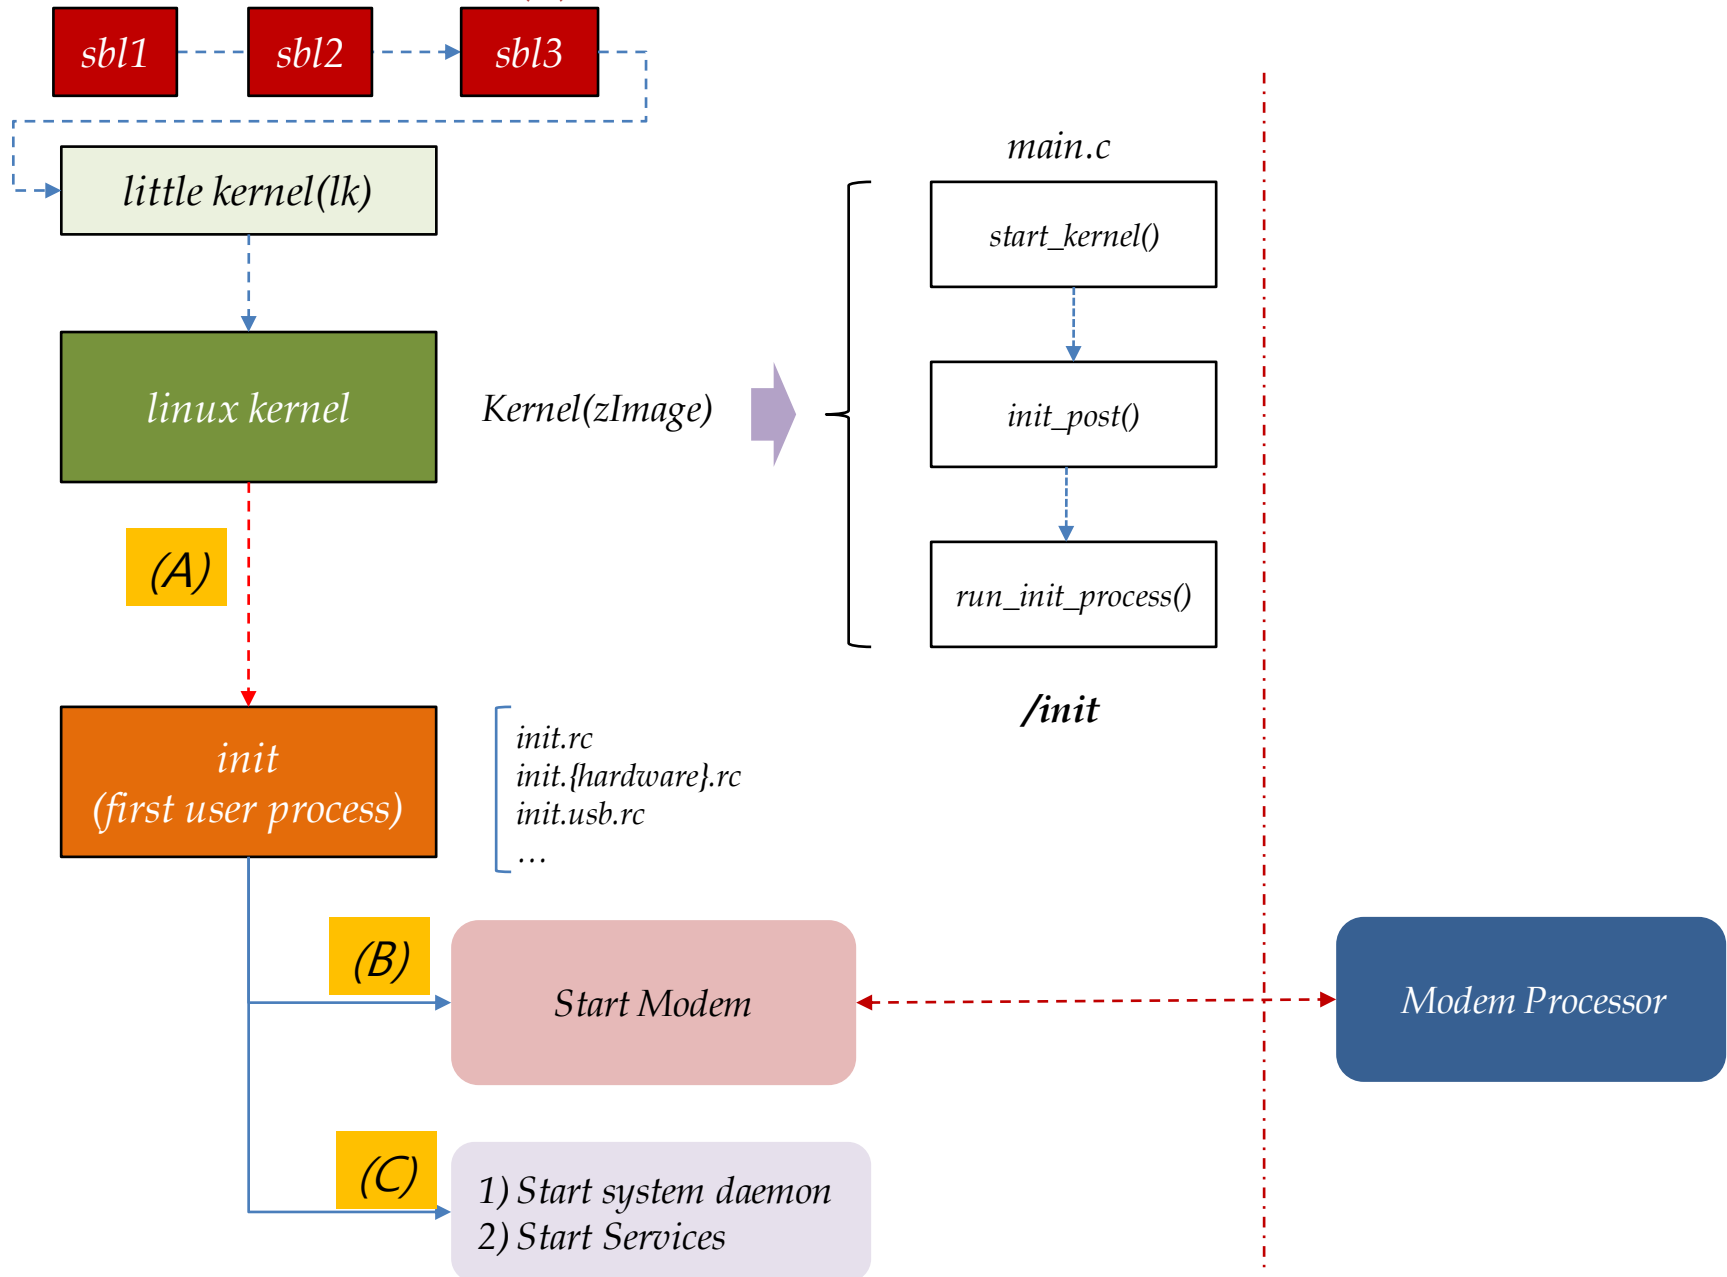 sbl1
sbl2
sbl3
little kernel(lk)
main.c
start_kernel()
linux kernel
Kernel(zImage)
init_post()
(A)
run_init_process()
/init
init
(first user process)
init.rc
init.{hardware}.rc
init.usb.rc
...
(B)
Start Modem
Modem Processor
(C)
1) Start system daemon
2) Start Services